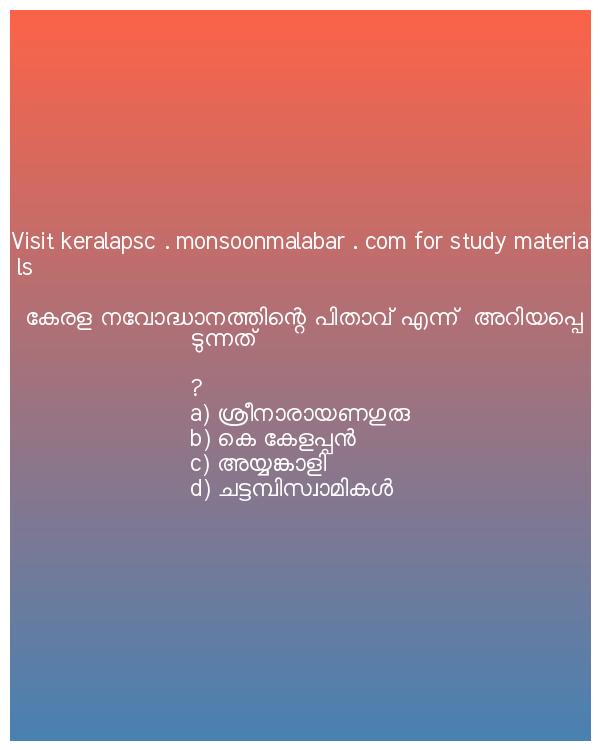 Visit keralapsc . monsoonmalabar . com for study materia
ls
കേരള നവോദ്ധാനത്തിന്റെ പിതാവ് എന്ന്  അറിയപ്പെ
ടുന്നത്
?
a) ശ്രീനാരായണഗുരു
b) കെ കേളപ്പൻ
c) അയ്യങ്കാളി
d) ചട്ടമ്പിസ്വാമികൾ